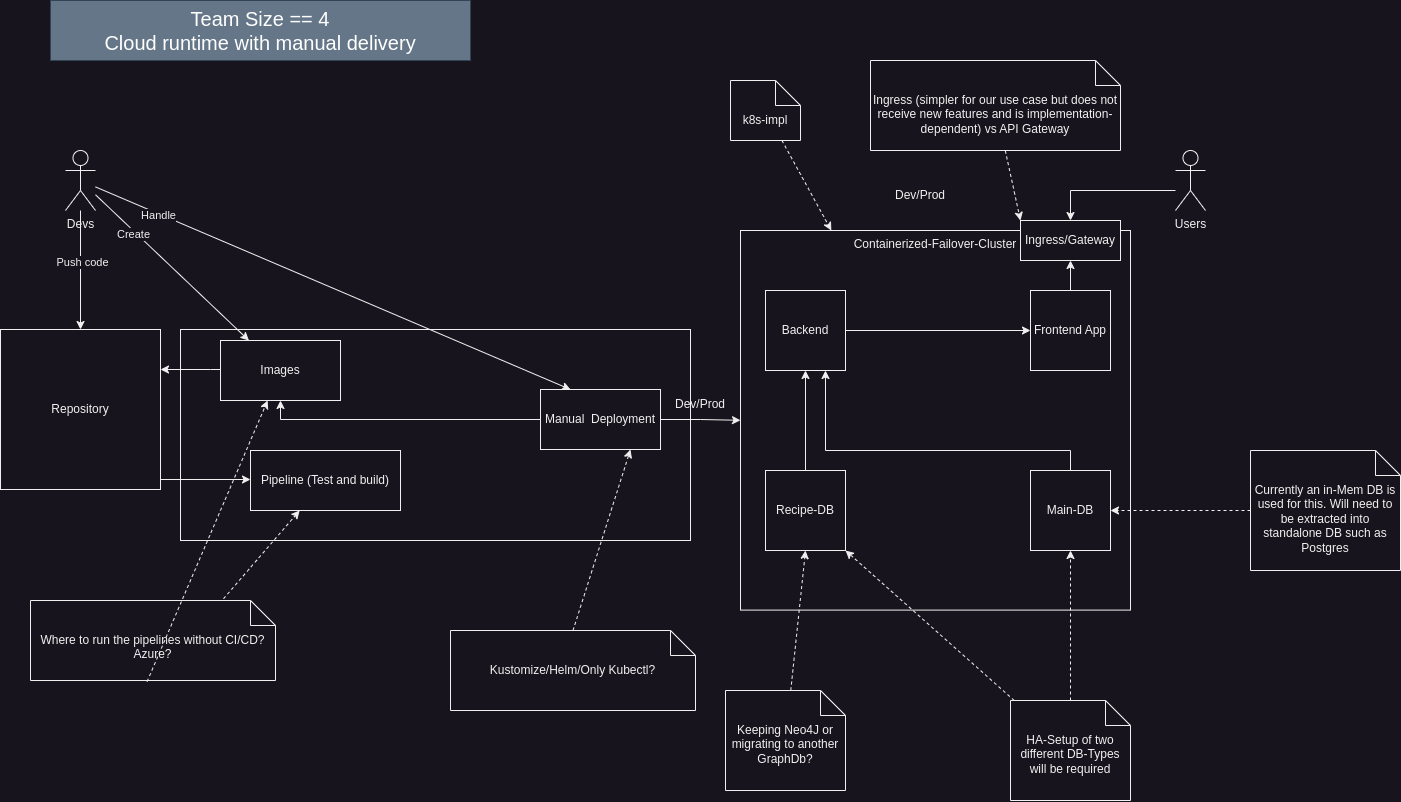 Team Size == 4
Cloud runtime with manual delivery
k8s-impl
Ingress (simpler for our use case but does not
receive new features and is implementation-
dependent) vs API Gateway
Dev/Prod
Devs
Users
Handle
Create
Push code
Containerized-Failover-Cluster
Ingress/Gateway
Backend
Frontend App
Images
Repository
Manual  Deployment
Dev/Prod
Pipeline (Test and build)
Recipe-DB
Main-DB
Currently an in-Mem DB is
used for this. Will need to
be extracted into
standalone DB such as
Postgres
Where to run the pipelines without CI/CD?
Azure?
Kustomize/Helm/Only Kubectl?
Keeping Neo4J or
migrating to another
GraphDb?
HA-Setup of two
different DB-Types
will be required